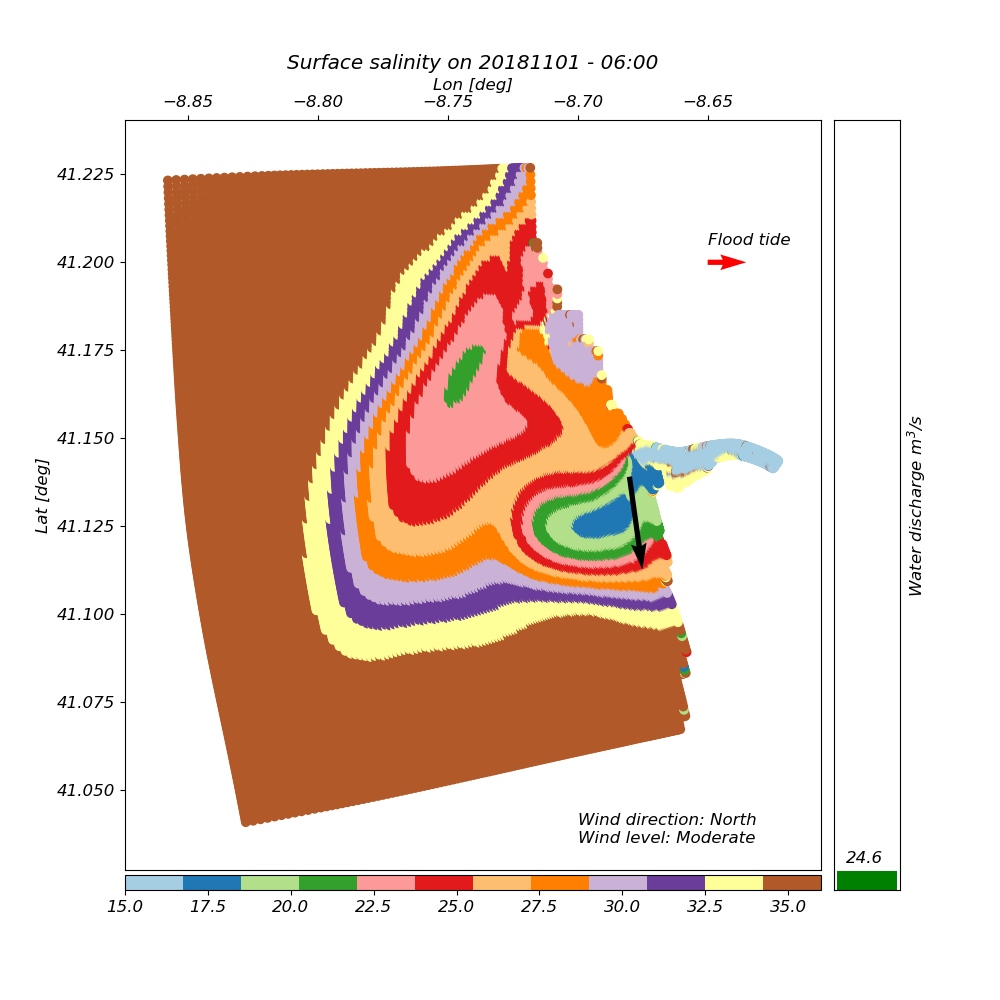 Surface salinity on 20181101 - 06:00
Lon [deg]
−8.85 −8.80 −8.75 −8.70 −8.65
41.225
41.200
41.175
41.150
41.125
41.100
41.075
41.050
Lat [deg]
Flood tide
Wind direction: North
Wind level: Moderate
15.0 17.5 20.0 22.5 25.0 27.5 30.0 32.5 35.0
24.6
Water discharge m³/s